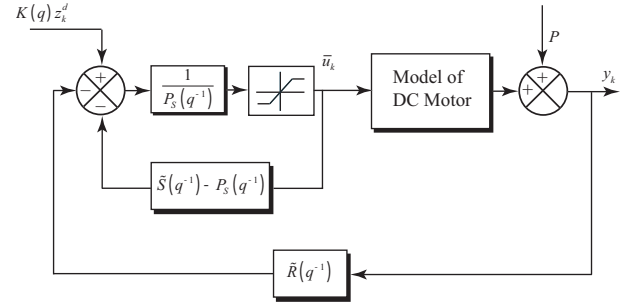 K(q) z_k^d
P
+
−
−
1
P_S(q^{-1})
ū_k
Model of
DC Motor
+
+
y_k
S̃(q^{-1}) - P_S(q^{-1})
R̃(q^{-1})